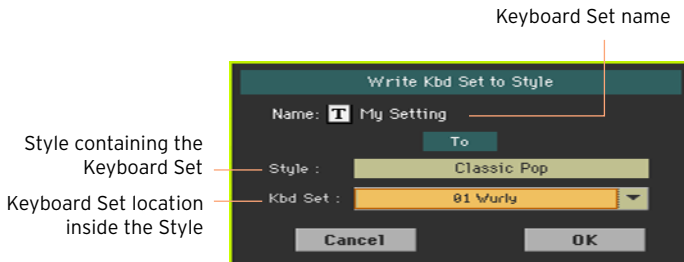 Keyboard Set name
Write Kbd Set to Style
Name: T My Setting
To
Style containing the
Keyboard Set
Style : Classic Pop
Keyboard Set location
inside the Style
Kbd Set : 01 Wurly
Cancel OK